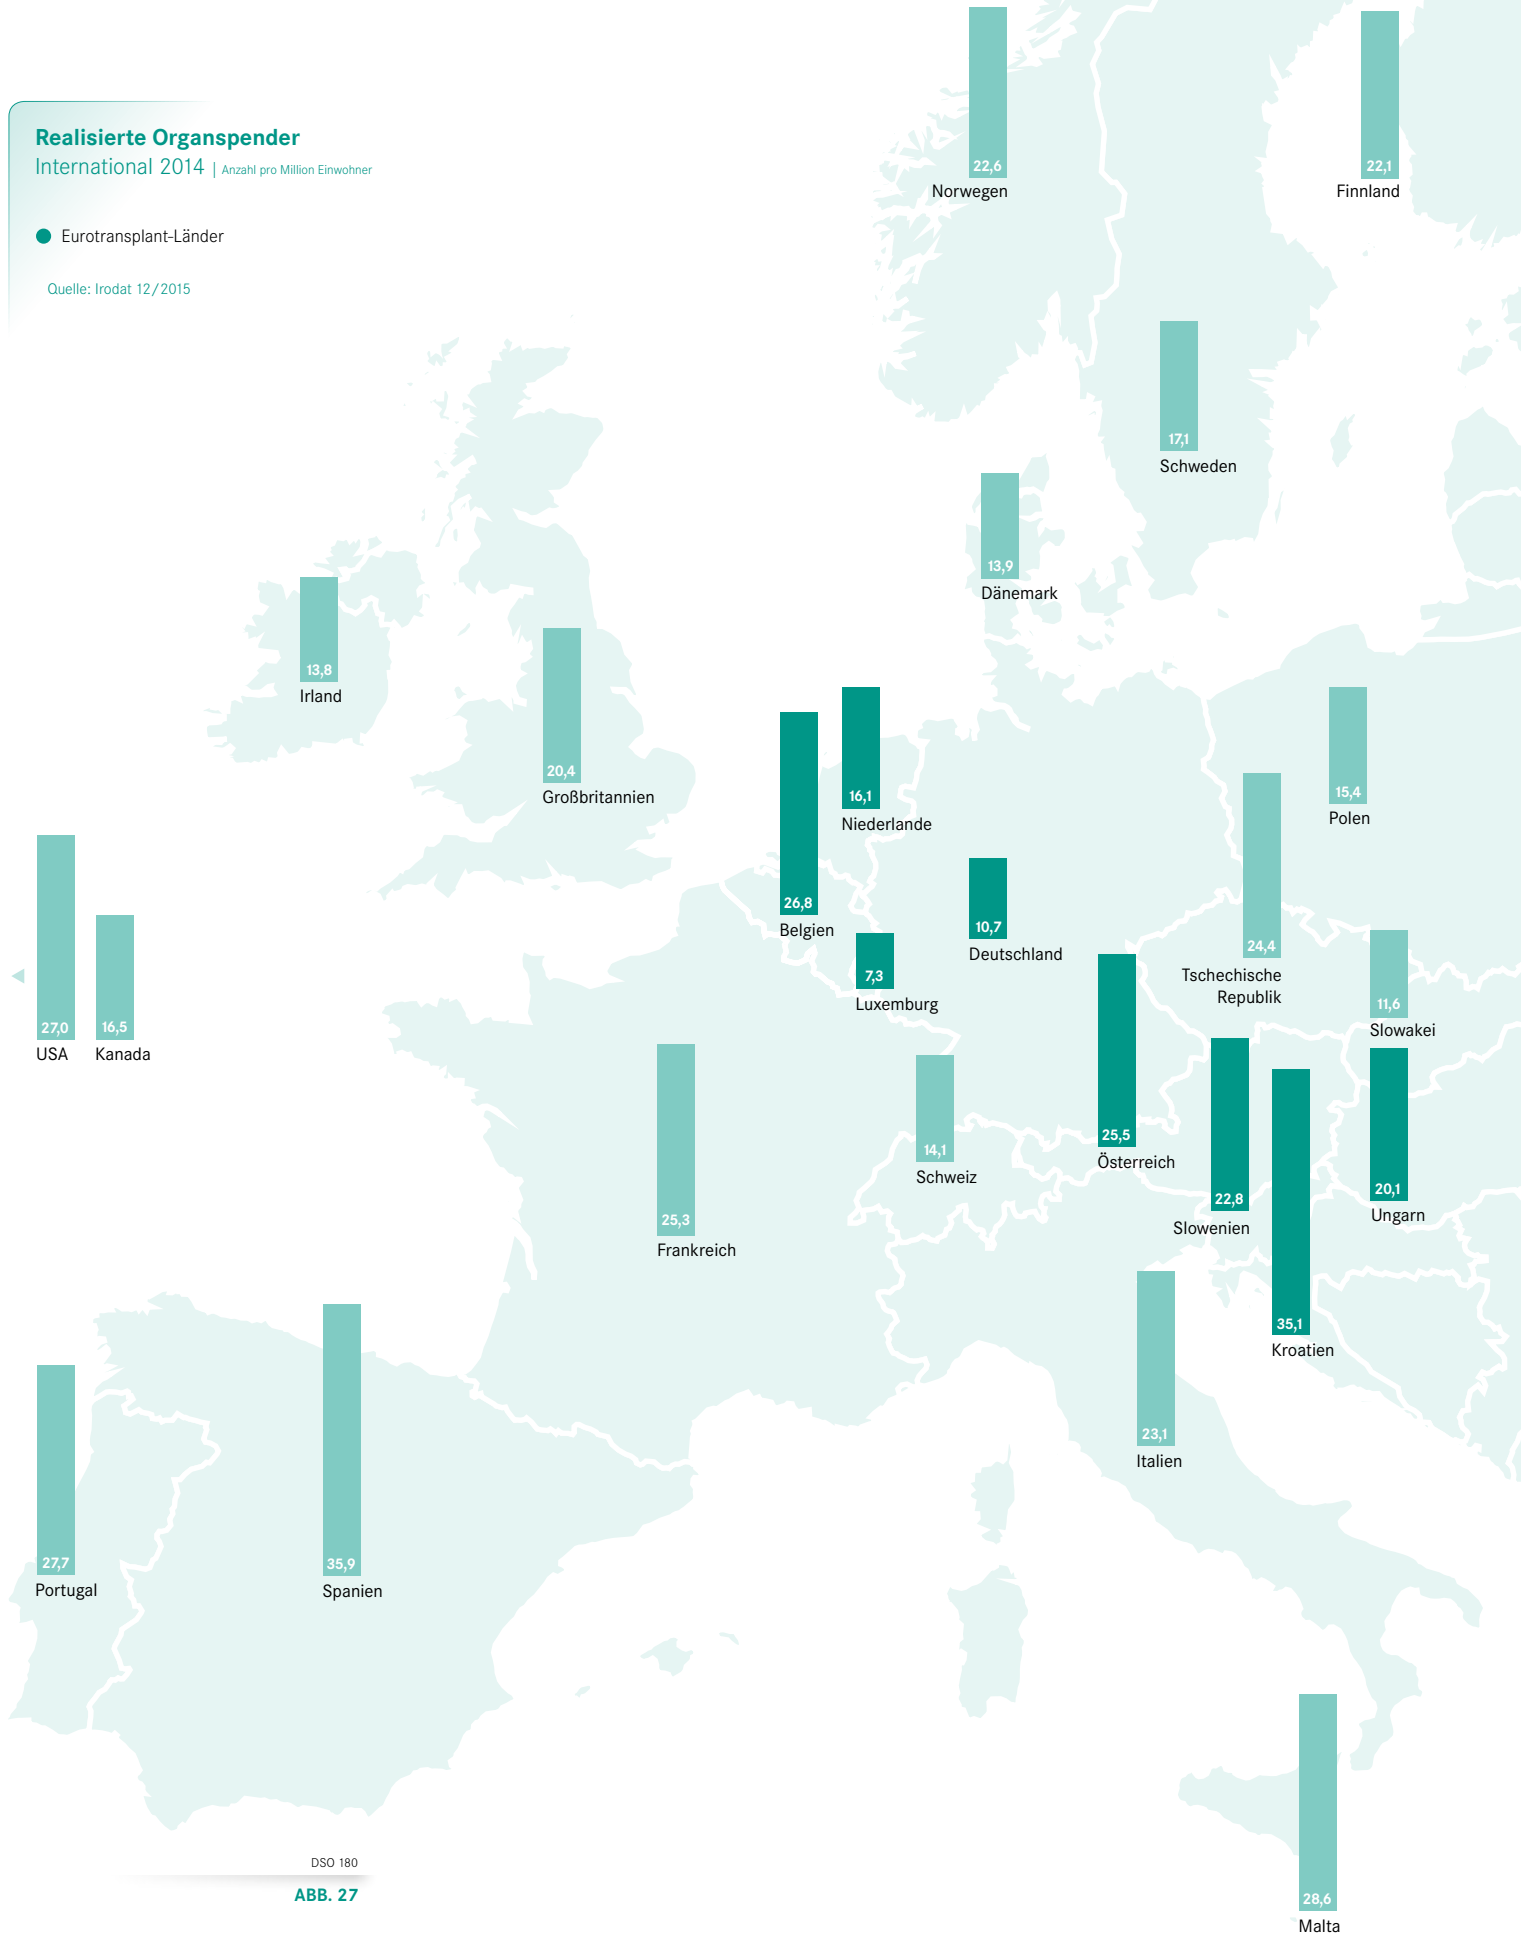 Realisierte Organspender
International 2014 | Anzahl pro Million Einwohner
Eurotransplant-Länder
Quelle: Irodat 12/2015
22,6
Norwegen
22,1
Finnland
17,1
Schweden
13,9
Dänemark
13,8
Irland
20,4
Großbritannien
16,1
Niederlande
15,4
Polen
26,8
Belgien
10,7
Deutschland
24,4
Tschechische
Republik
7,3
Luxemburg
11,6
Slowakei
27,0
USA
16,5
Kanada
25,5
Österreich
14,1
Schweiz
22,8
Slowenien
20,1
Ungarn
25,3
Frankreich
35,1
Kroatien
23,1
Italien
27,7
Portugal
35,9
Spanien
28,6
Malta
DSO 180
ABB. 27